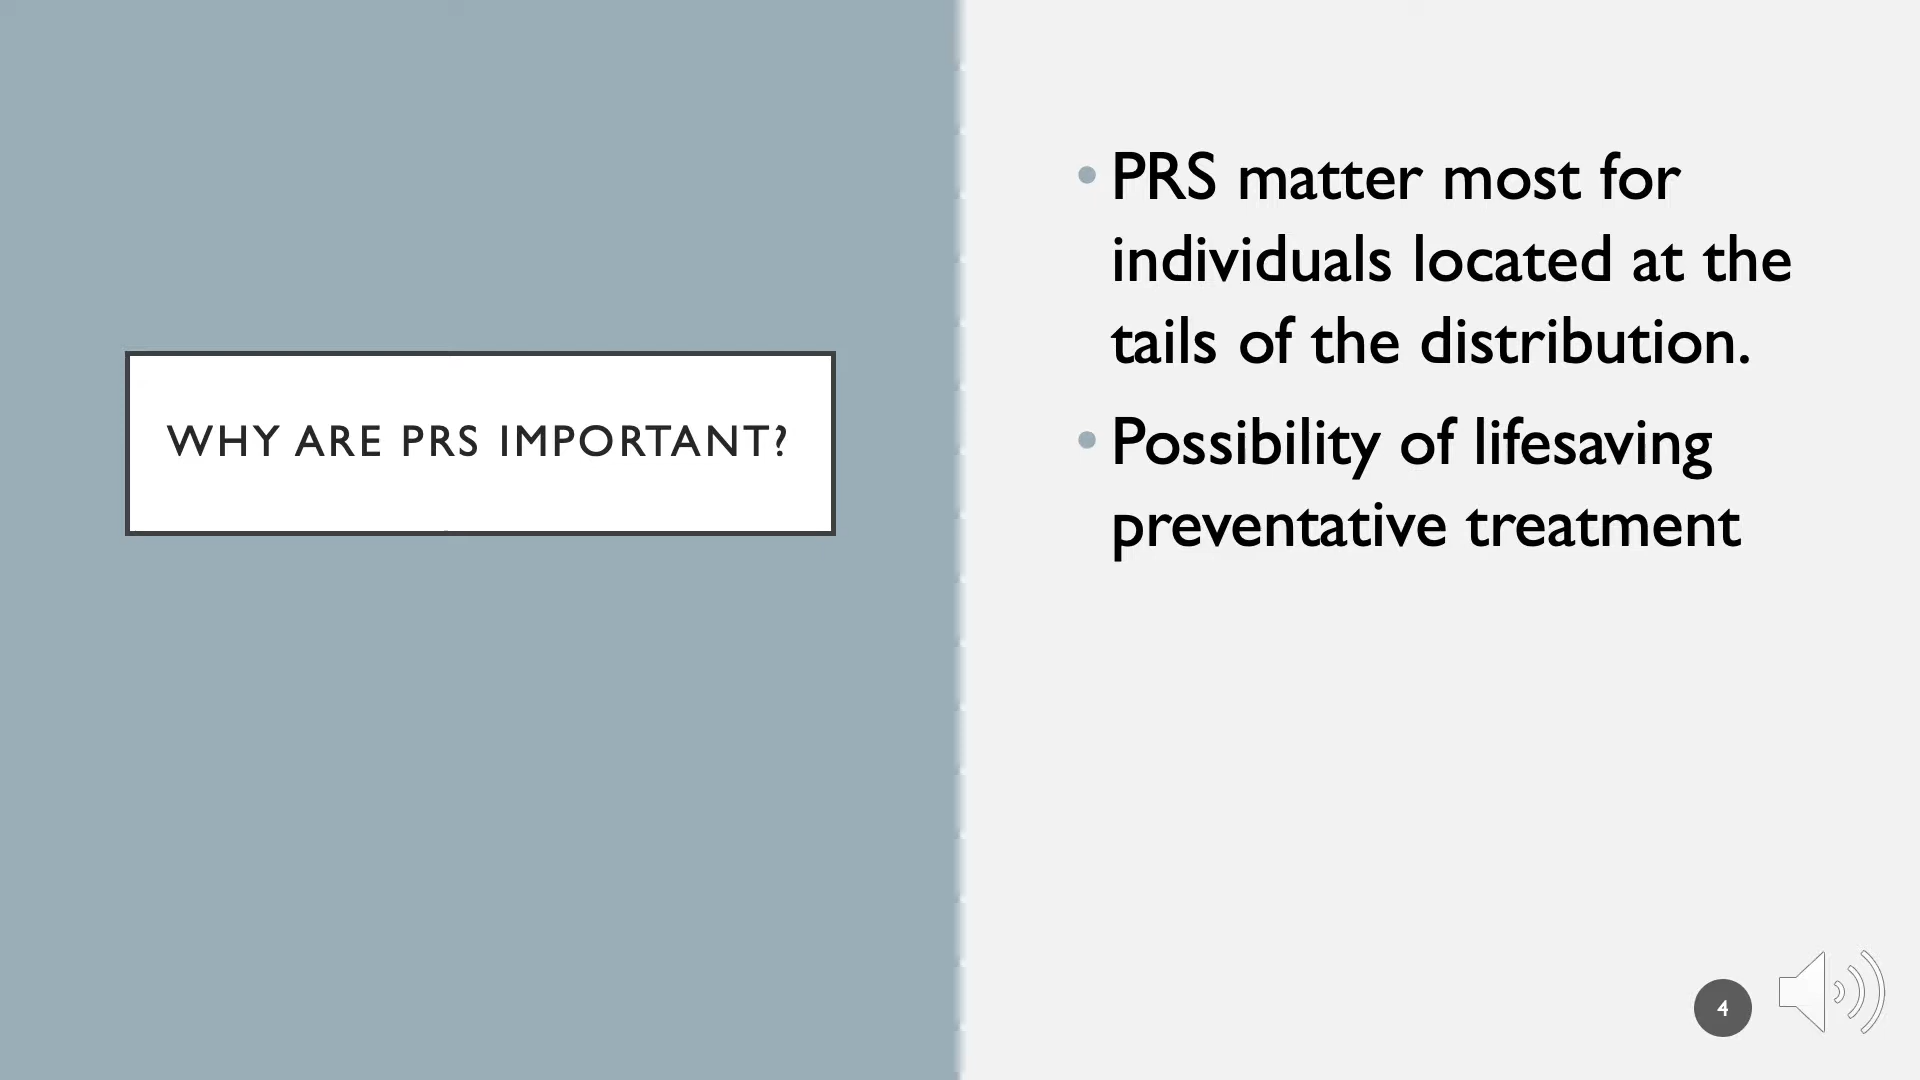 WHY ARE PRS IMPORTANT?
• PRS matter most for
individuals located at the
tails of the distribution.
• Possibility of lifesaving
preventative treatment
4